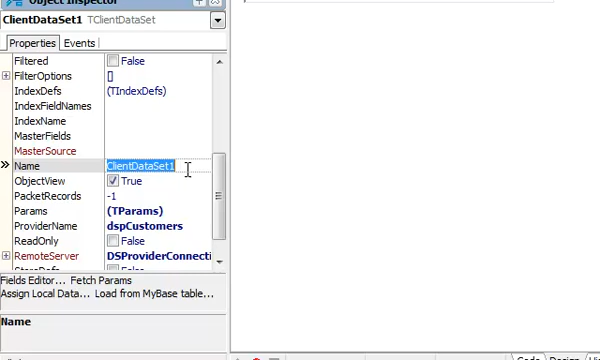 Object Inspector
ClientDataSet1 TClientDataSet
Properties Events
Filtered False
FilterOptions []
IndexDefs (TIndexDefs)
IndexFieldNames
IndexName
MasterFields
MasterSource
Name ClientDataSet1
ObjectView True
PacketRecords -1
Params (TParams)
ProviderName dspCustomers
ReadOnly False
RemoteServer DSProviderConnecti
False
Fields Editor... Fetch Params
Assign Local Data... Load from MyBase table...
Name
Code Design